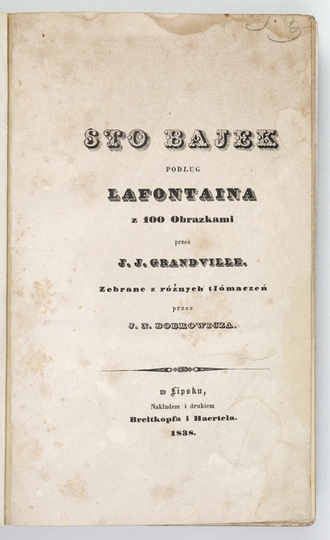 STO BAJEK
PODŁUG
LAFONTAINA
z 100 Obrazkami
przez
J. J. GRANDVILLE.
Zebrane z różnych tłómaczeń
przez
J. N. BOBROWICZA.
w Lipsku,
Nakładem i drukiem
Breitkopfa i Haertela.
1838.